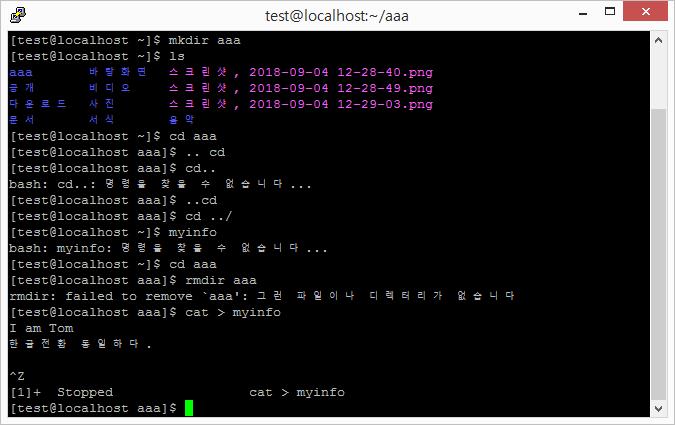 test@localhost:~/aaa
[test@localhost ~]$ mkdir aaa
[test@localhost ~]$ ls
aaa 바탕화면 스크린샷, 2018-09-04 12-28-40.png
공개 비디오 스크린샷, 2018-09-04 12-28-49.png
다운로드 사진 스크린샷, 2018-09-04 12-29-03.png
문서 서식 음악
[test@localhost ~]$ cd aaa
[test@localhost aaa]$ .. cd
[test@localhost aaa]$ cd..
bash: cd..: 명령을 찾을 수 없습니다...
[test@localhost aaa]$ ..cd
[test@localhost aaa]$ cd ../
[test@localhost ~]$ myinfo
bash: myinfo: 명령을 찾을 수 없습니다...
[test@localhost ~]$ cd aaa
[test@localhost aaa]$ rmdir aaa
rmdir: failed to remove `aaa': 그런 파일이나 디렉터리가 없습니다
[test@localhost aaa]$ cat > myinfo
I am Tom
한글전환 동일하다.
^Z
[1]+ Stopped cat > myinfo
[test@localhost aaa]$